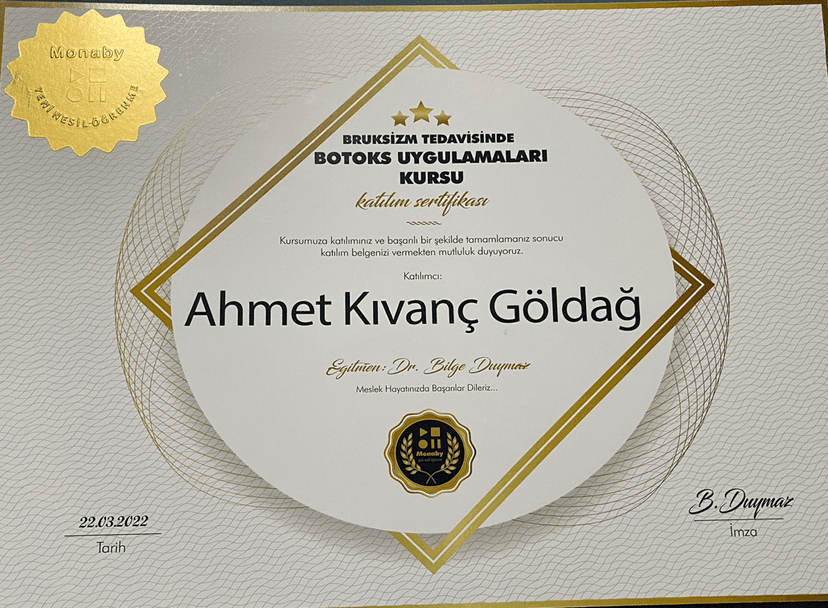 Monaby
YENİ NESİL ÖĞRENME
BRUKSİZM TEDAVİSİNDE
BOTOKS UYGULAMALARI
KURSU
katılım sertifikası
Kursumuza katılımınız ve başarılı bir şekilde tamamlamanız sonucu
katılım belgenizi vermekten mutluluk duyuyoruz.
Katılımcı:
Ahmet Kıvanç Göldağ
Eğitmen: Dr. Bilge Duymaz
Meslek Hayatınızda Başarılar Dileriz...
Monaby
22.03.2022
Tarih
B. Duymaz
İmza